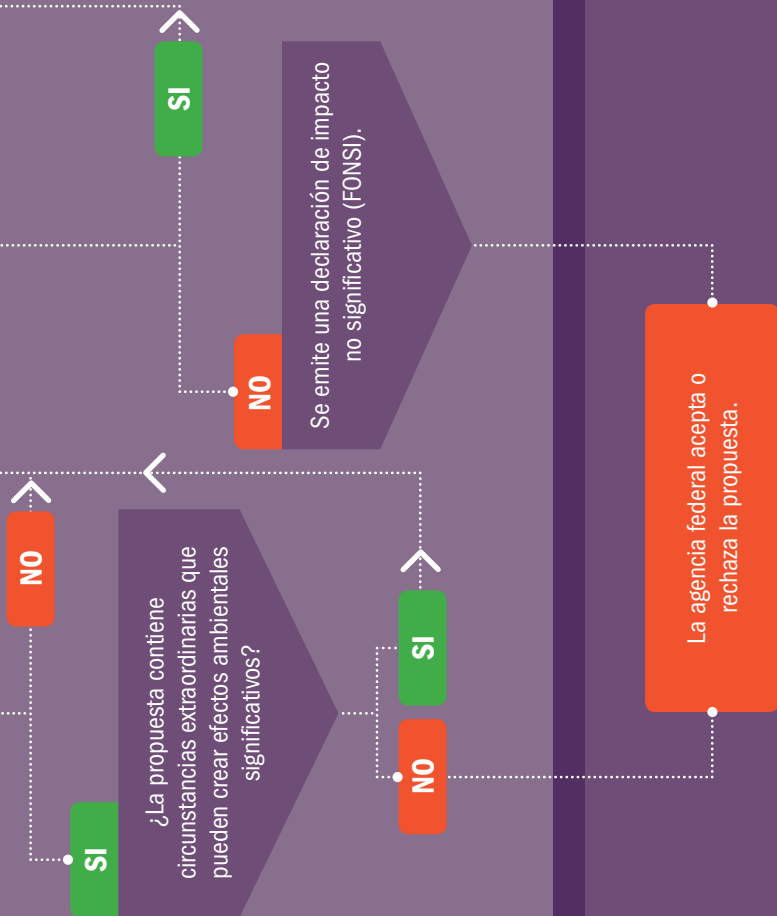 NO
SI
SI
¿La propuesta contiene
circunstancias extraordinarias que
pueden crear efectos ambientales
significativos?
NO
SI
NO
Se emite una declaración de impacto
no significativo (FONSI).
La agencia federal acepta o
rechaza la propuesta.
SI